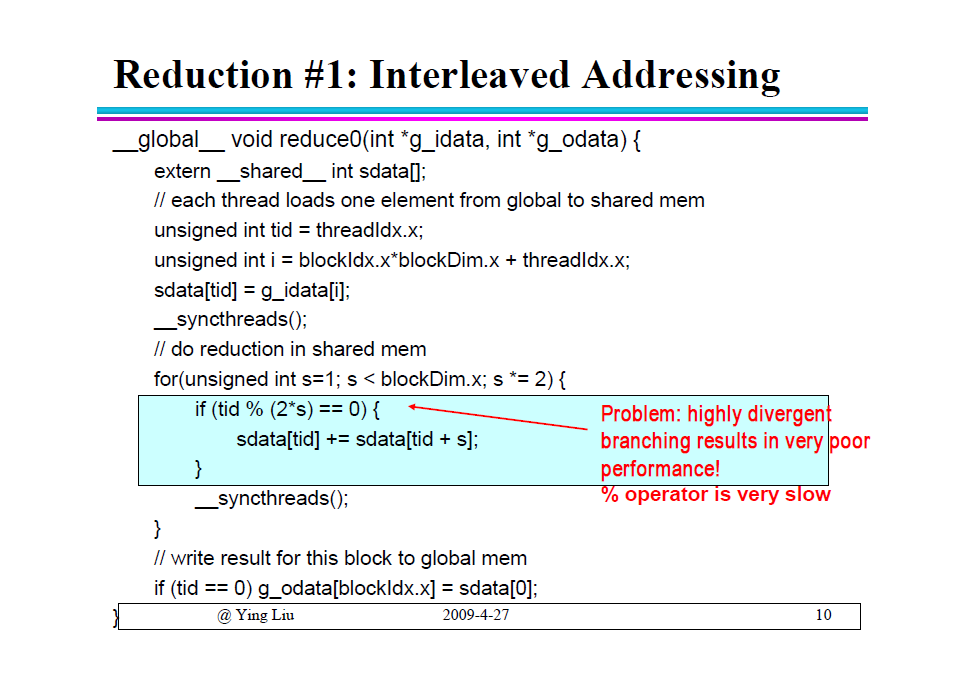 Reduction #1: Interleaved Addressing
__global__ void reduce0(int *g_idata, int *g_odata) {
extern __shared__ int sdata[];
// each thread loads one element from global to shared mem
unsigned int tid = threadIdx.x;
unsigned int i = blockIdx.x*blockDim.x + threadIdx.x;
sdata[tid] = g_idata[i];
__syncthreads();
// do reduction in shared mem
for(unsigned int s=1; s < blockDim.x; s *= 2) {
if (tid % (2*s) == 0) {
sdata[tid] += sdata[tid + s];
}
Problem: highly divergent
branching results in very poor
performance!
% operator is very slow
__syncthreads();
}
// write result for this block to global mem
if (tid == 0) g_odata[blockIdx.x] = sdata[0];
}
@ Ying Liu 2009-4-27 10